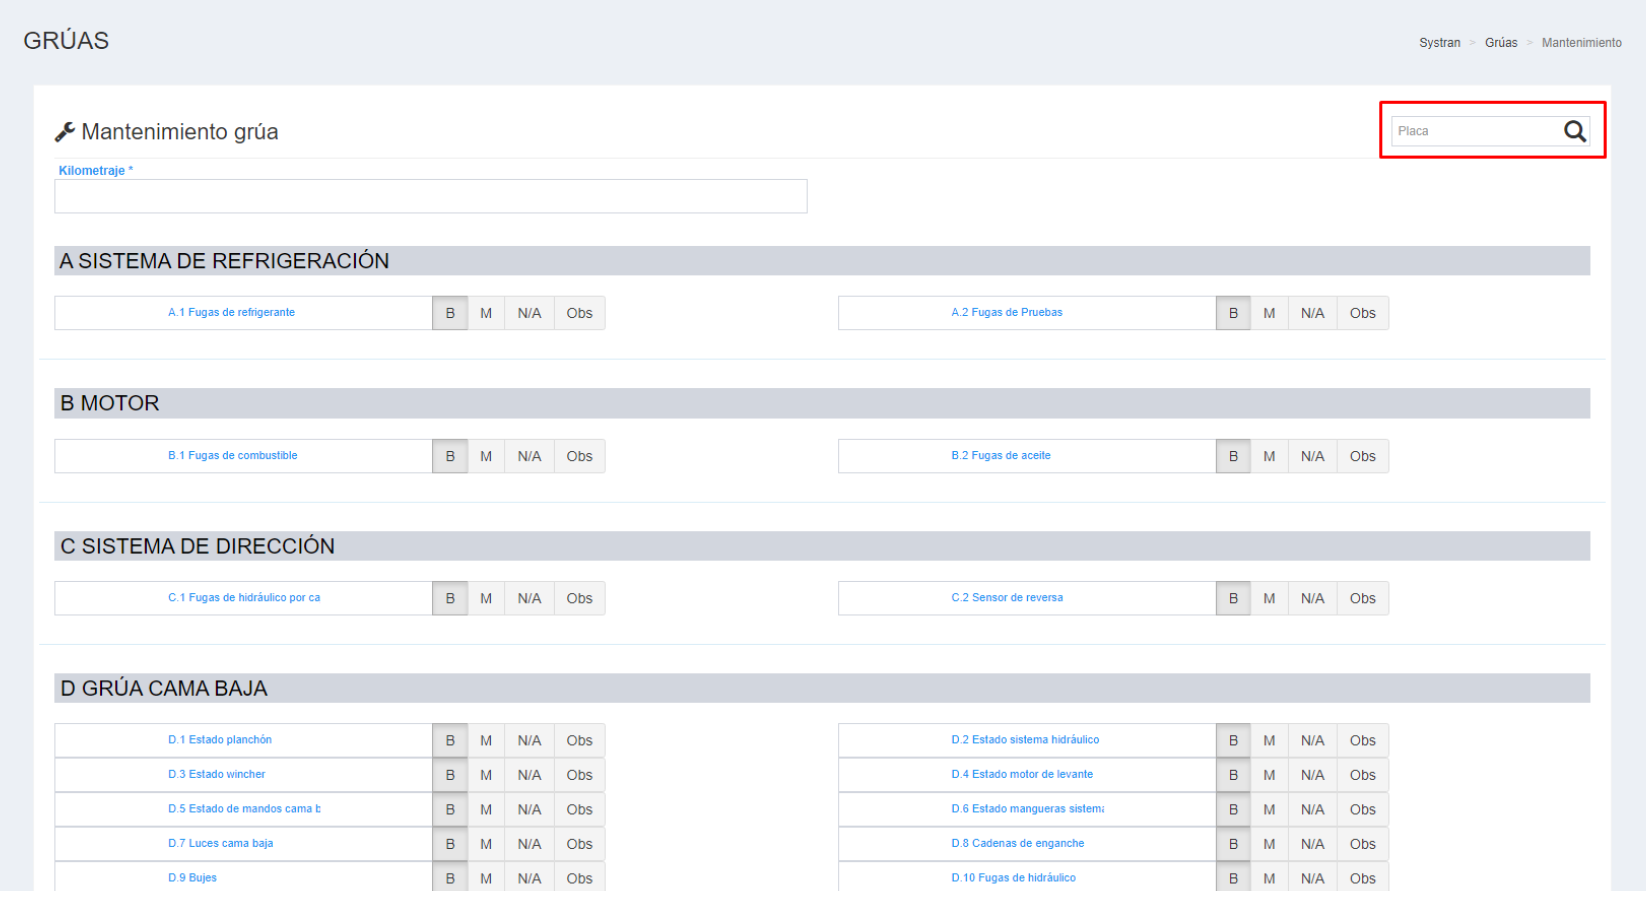 GRÚAS
Systran > Grúas > Mantenimiento
Mantenimiento grúa
Placa
Kilometraje *
A SISTEMA DE REFRIGERACIÓN
A.1 Fugas de refrigerante B M N/A Obs
A.2 Fugas de Pruebas B M N/A Obs
B MOTOR
B.1 Fugas de combustible B M N/A Obs
B.2 Fugas de aceite B M N/A Obs
C SISTEMA DE DIRECCIÓN
C.1 Fugas de hidráulico por ca B M N/A Obs
C.2 Sensor de reversa B M N/A Obs
D GRÚA CAMA BAJA
D.1 Estado planchón B M N/A Obs
D.2 Estado sistema hidráulico B M N/A Obs
D.3 Estado wincher B M N/A Obs
D.4 Estado motor de levante B M N/A Obs
D.5 Estado de mandos cama b B M N/A Obs
D.6 Estado mangueras sistema B M N/A Obs
D.7 Luces cama baja B M N/A Obs
D.8 Cadenas de enganche B M N/A Obs
D.9 Bujes B M N/A Obs
D.10 Fugas de hidráulico B M N/A Obs